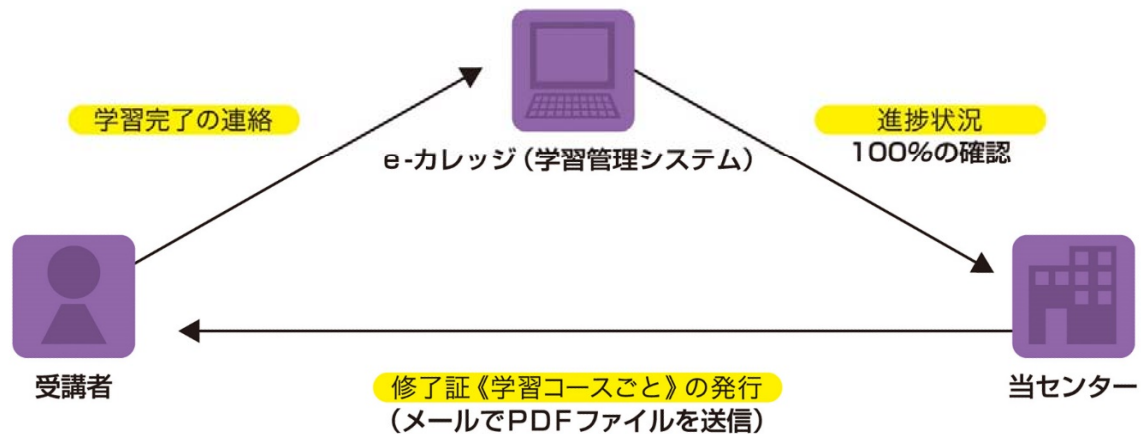 学習完了の連絡
進捗状況
100%の確認
e-カレッジ(学習管理システム)
受講者
当センター
修了証《学習コースごと》の発行
(メールでPDFファイルを送信)